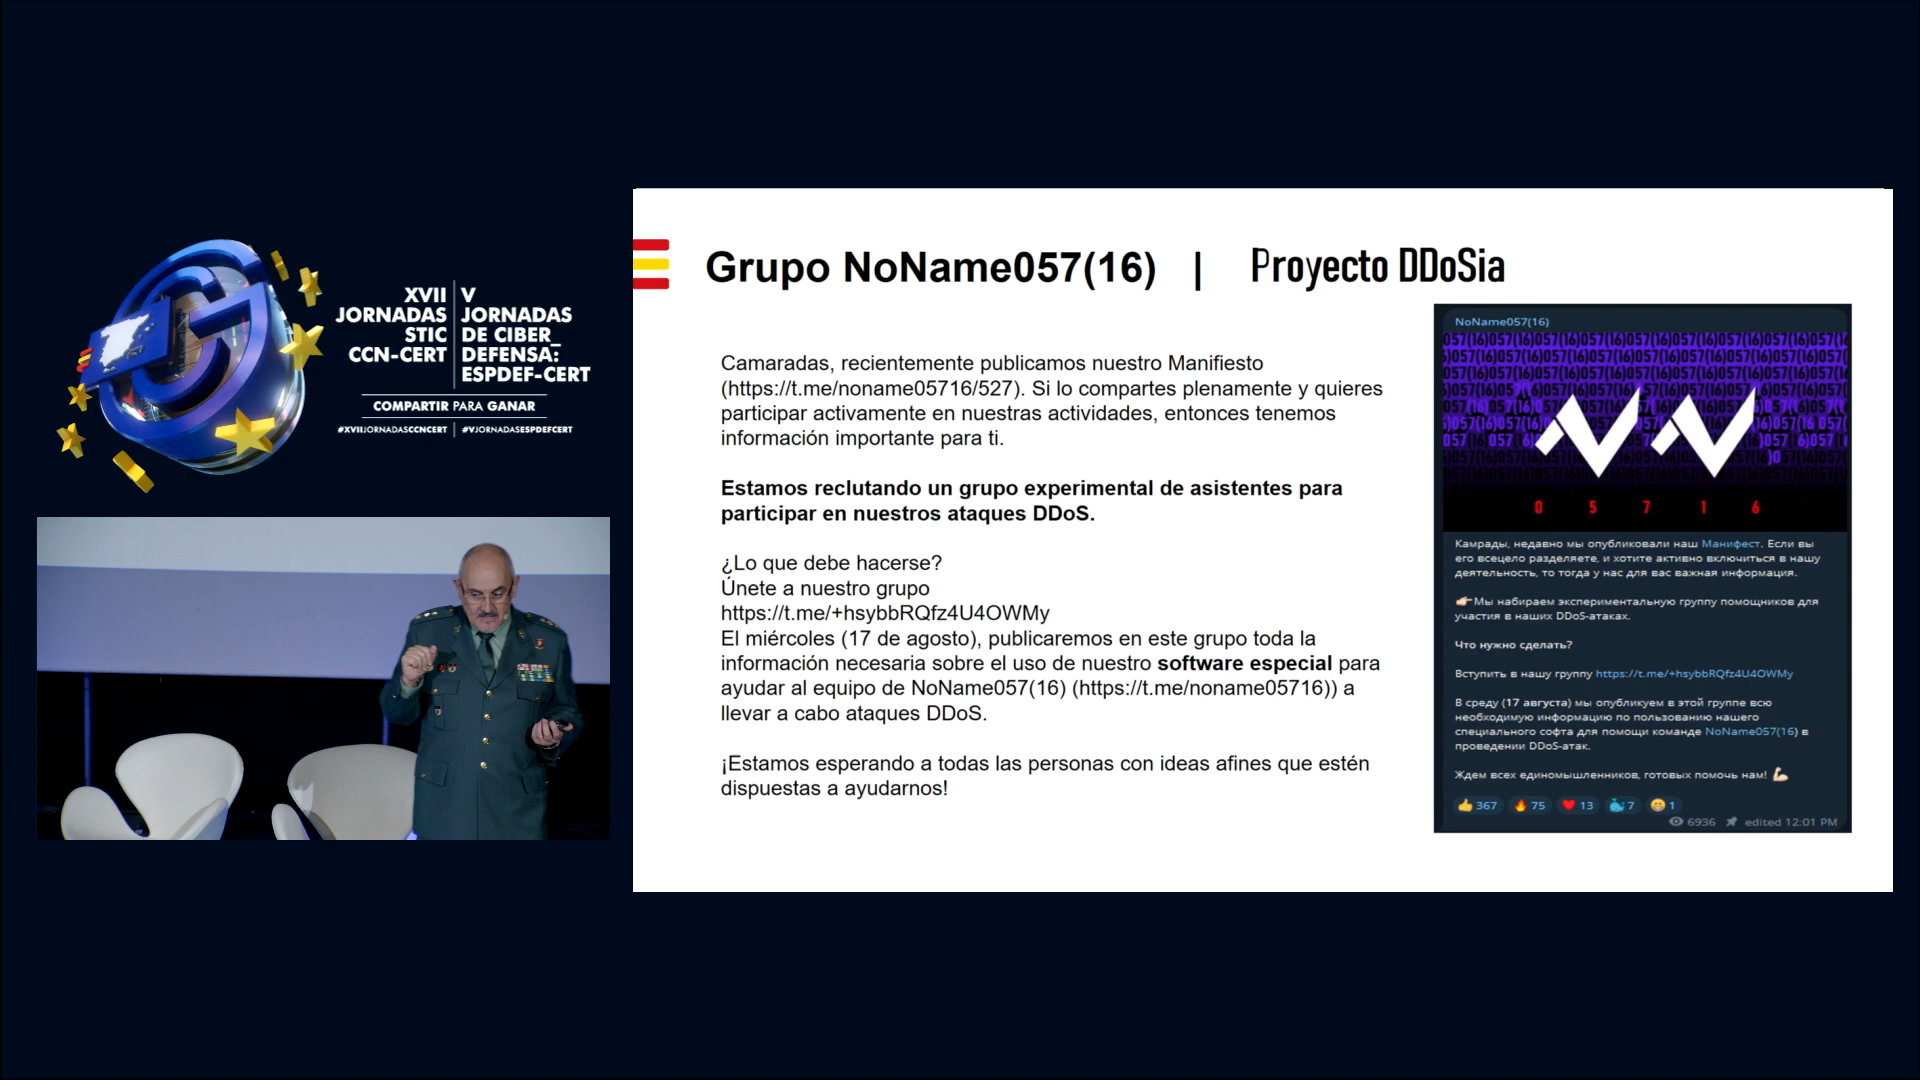 XVII
JORNADAS
STIC
CCN-CERT
V
JORNADAS
DE CIBER_
DEFENSA:
ESPDEF-CERT
COMPARTIR PARA GANAR
#XVIIJORNADASCCNCERT
#VJORNADASESPDEFCERT
Grupo NoName057(16) | Proyecto DDoSia
Camaradas, recientemente publicamos nuestro Manifiesto
(https://t.me/noname05716/527). Si lo compartes plenamente y quieres
participar activamente en nuestras actividades, entonces tenemos
información importante para ti.
Estamos reclutando un grupo experimental de asistentes para
participar en nuestros ataques DDoS.
¿Lo que debe hacerse?
Únete a nuestro grupo
https://t.me/+hsybbRQfz4U4OWMy
El miércoles (17 de agosto), publicaremos en este grupo toda la
información necesaria sobre el uso de nuestro software especial para
ayudar al equipo de NoName057(16) (https://t.me/noname05716)) a
llevar a cabo ataques DDoS.
¡Estamos esperando a todas las personas con ideas afines que estén
dispuestas a ayudarnos!
NoName057(16)
0 5 7 1 6
Камрады, недавно мы опубликовали наш Манифест. Если вы
его всецело разделяете, и хотите активно включиться в нашу
деятельность, то тогда у нас для вас важная информация.
👉🏻Мы набираем экспериментальную группу помощников для
участия в наших DDoS-атаках.
Что нужно сделать?
Вступить в нашу группу https://t.me/+hsybbRQfz4U4OWMy
В среду (17 августа) мы опубликуем в этой группе всю
необходимую информацию по пользованию нашего
специального софта для помощи команде NoName057(16) в
проведении DDoS-атак.
Ждем всех единомышленников, готовых помочь нам! 💪🏻
👍 367 🔥 75 ❤️ 13 🐳 7 😁 1
6936 edited 12:01 PM